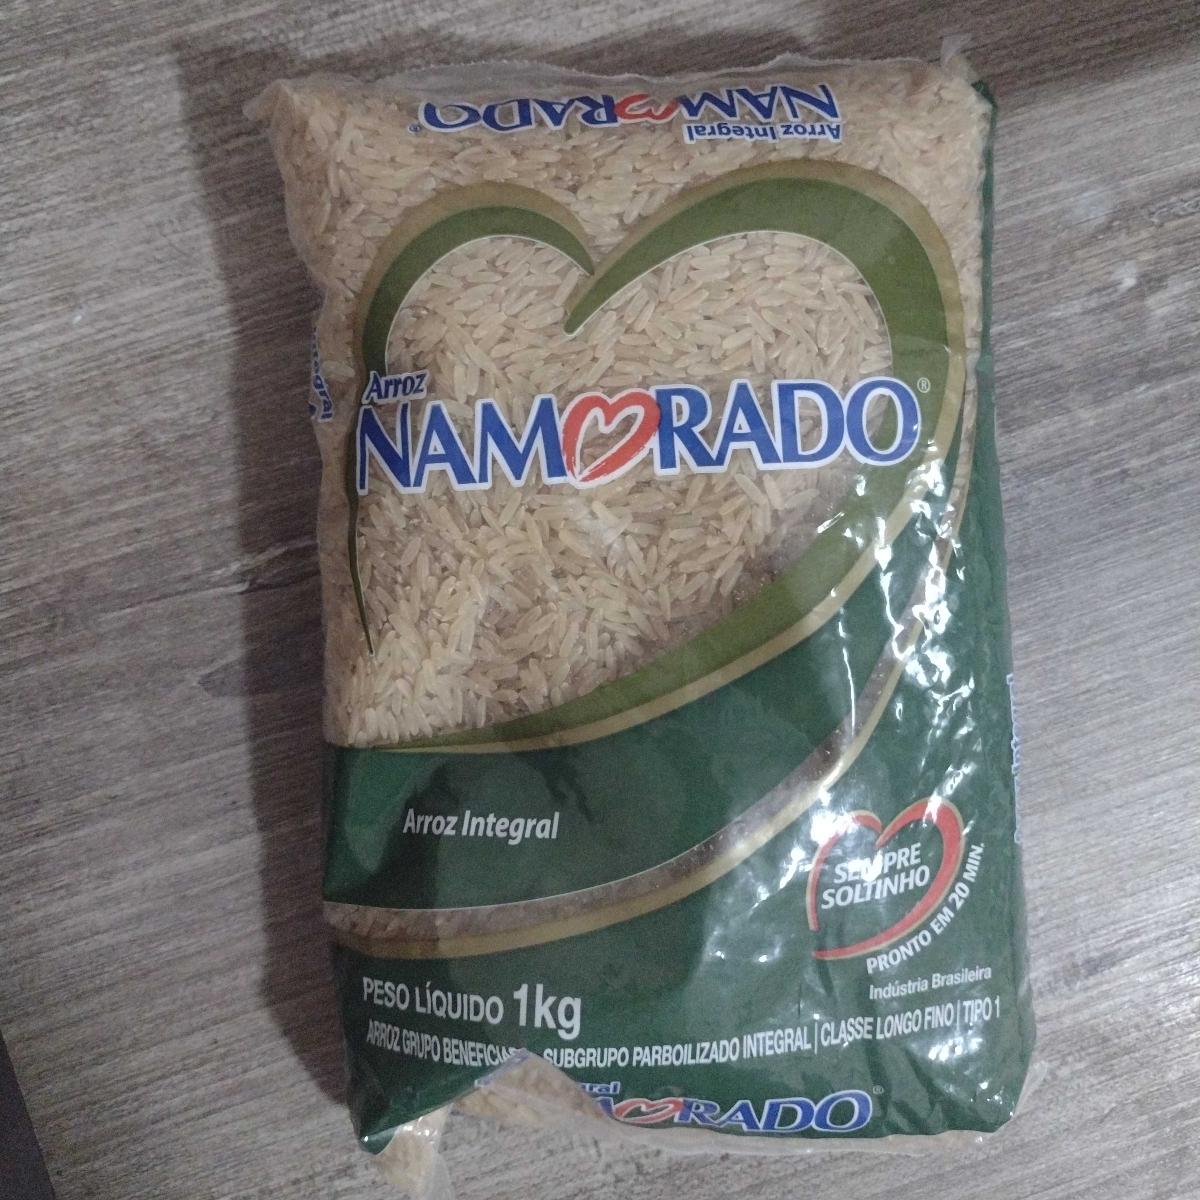 Arroz Integral
NAMORADO®
Arroz
NAMORADO®
Arroz Integral
SEMPRE
SOLTINHO
PRONTO EM 20 MIN.
Indústria Brasileira
PESO LÍQUIDO 1kg
SUBGRUPO PARBOILIZADO INTEGRAL | CLASSE LONGO FINO | TIPO 1
ARROZ GRUPO
RADO®